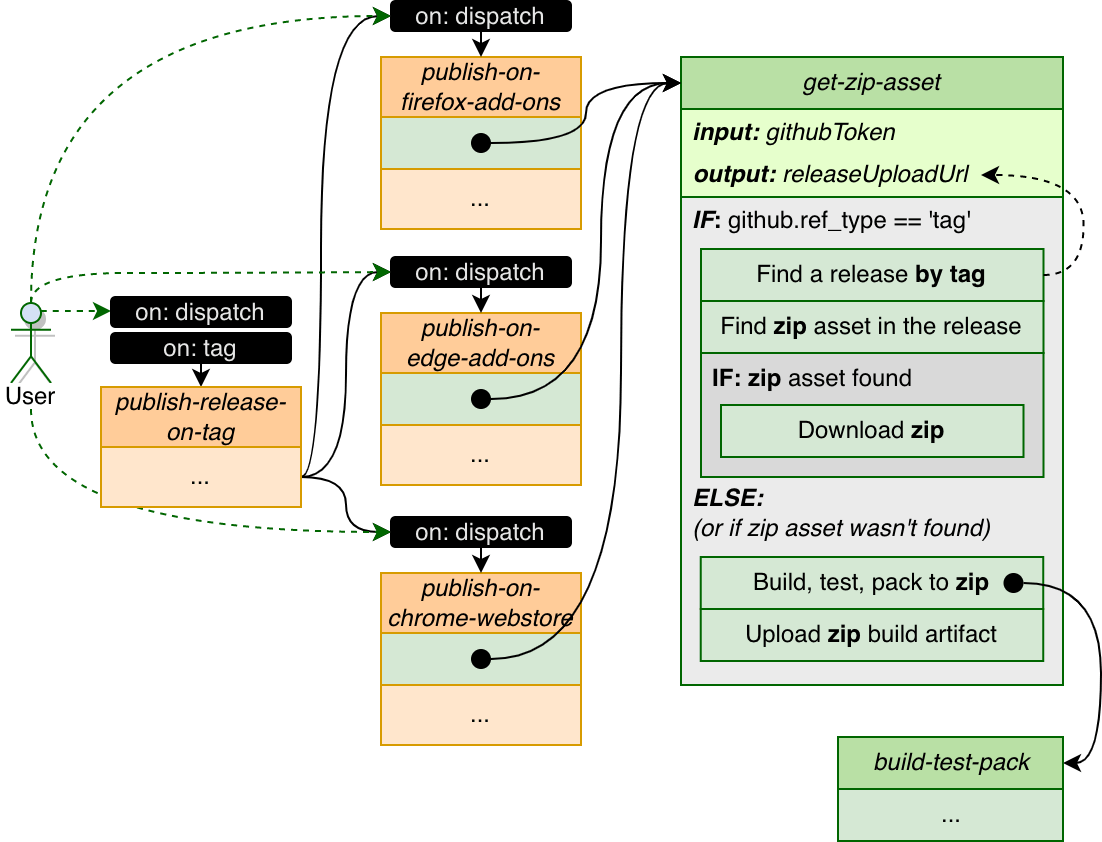 on: dispatch
publish-on-
firefox-add-ons
...
on: dispatch
publish-on-
edge-add-ons
...
User
on: dispatch
on: tag
publish-release-
on-tag
...
on: dispatch
publish-on-
chrome-webstore
...
get-zip-asset
input: githubToken
output: releaseUploadUrl
IF: github.ref_type == 'tag'
Find a release by tag
Find zip asset in the release
IF: zip asset found
Download zip
ELSE:
(or if zip asset wasn't found)
Build, test, pack to zip
Upload zip build artifact
build-test-pack
...